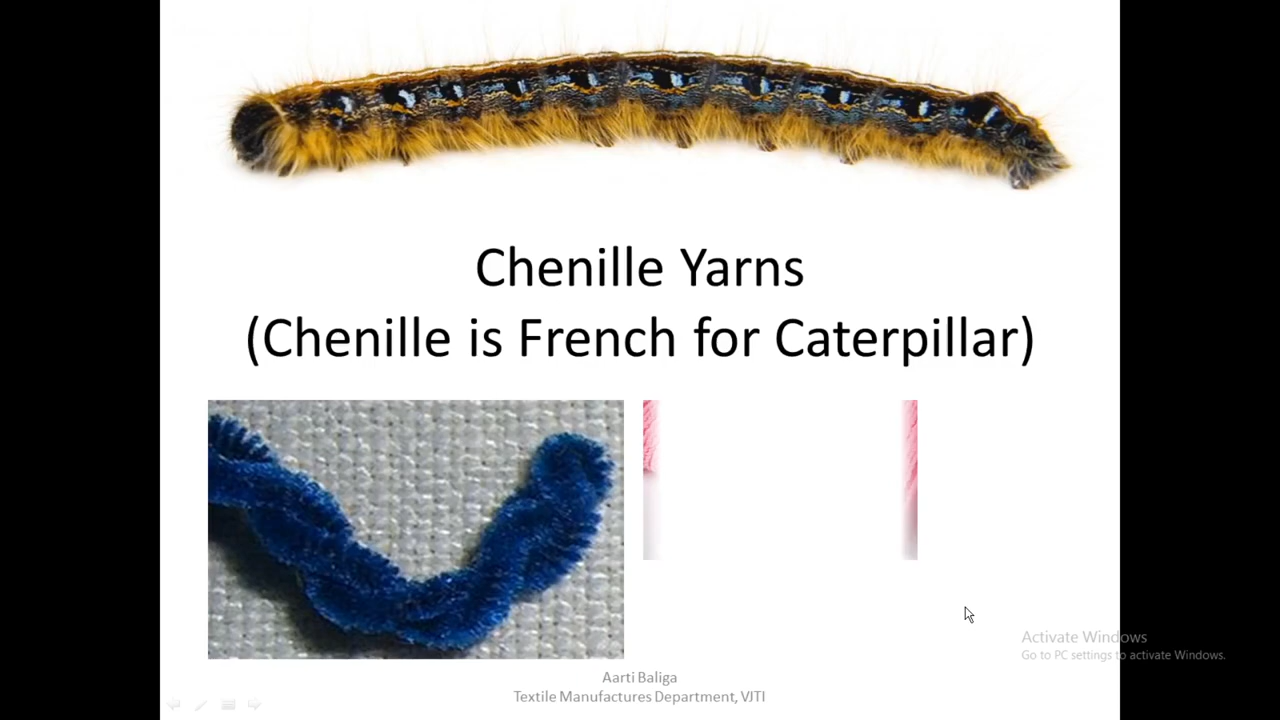 Chenille Yarns
(Chenille is French for Caterpillar)
Activate Windows
Go to PC settings to activate Windows.
Aarti Baliga
Textile Manufactures Department, VJTI